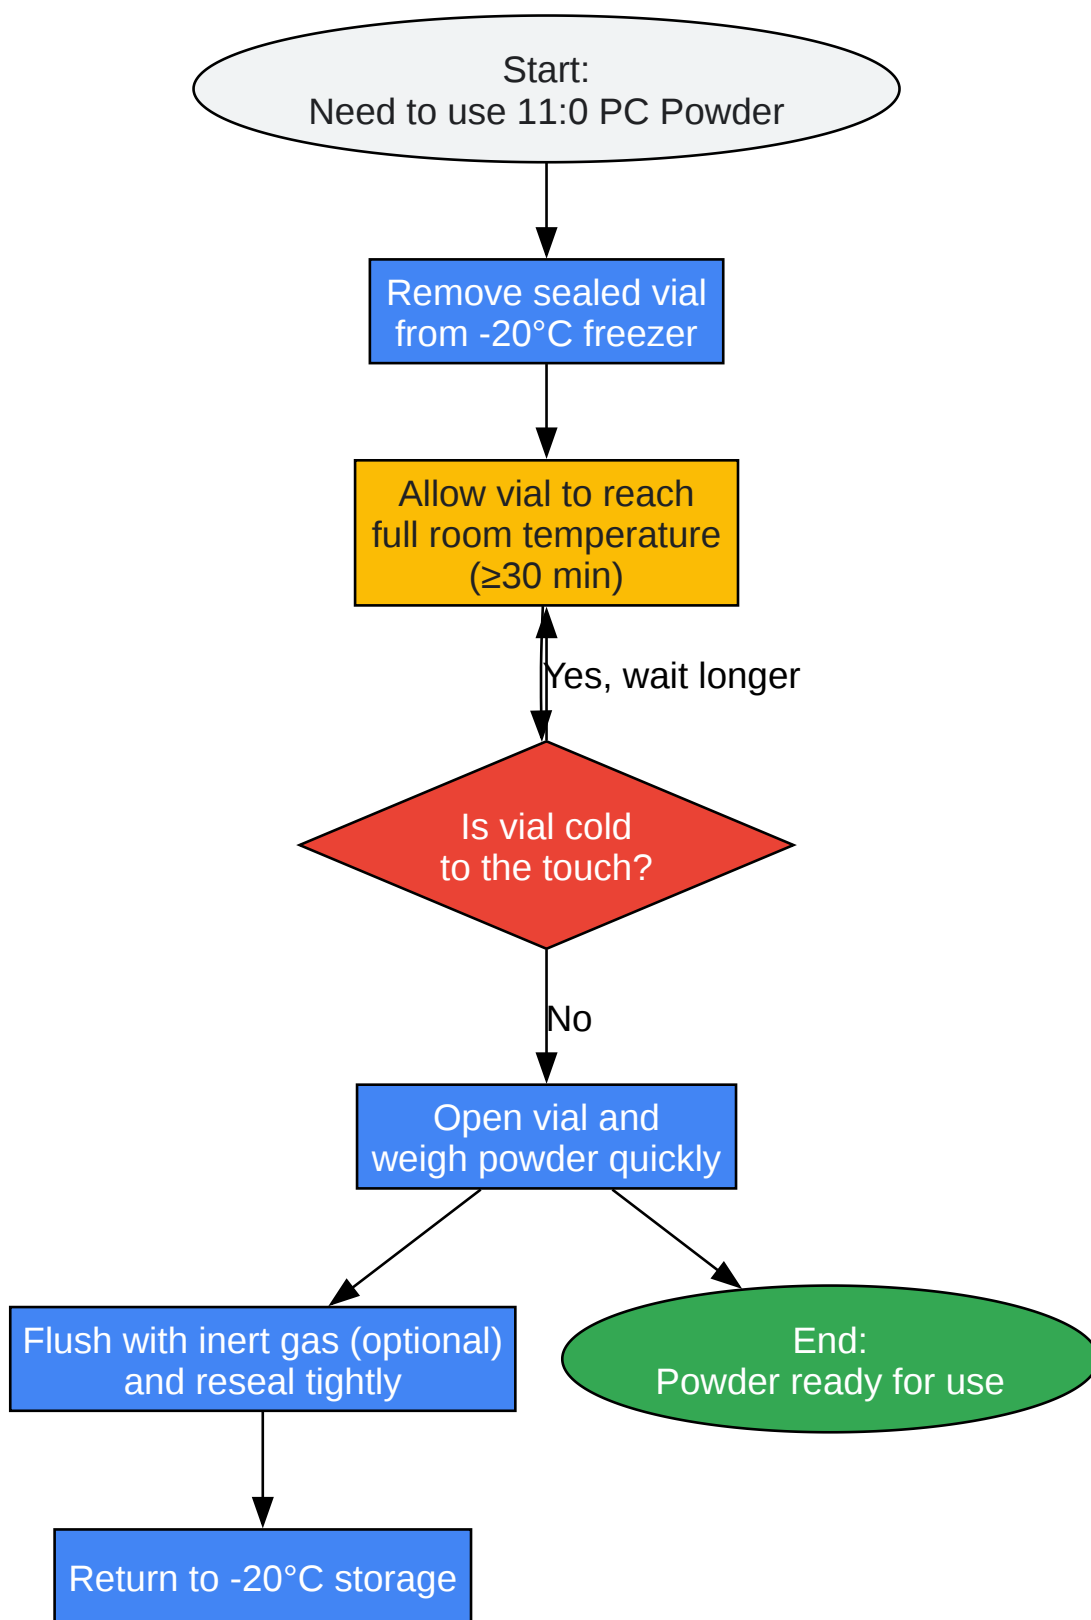 Start:
Need to use 11:0 PC Powder
Remove sealed vial
from -20°C freezer
Allow vial to reach
full room temperature
(≥30 min)
Yes, wait longer
Is vial cold
to the touch?
No
Open vial and
weigh powder quickly
Flush with inert gas (optional)
and reseal tightly
End:
Powder ready for use
Return to -20°C storage